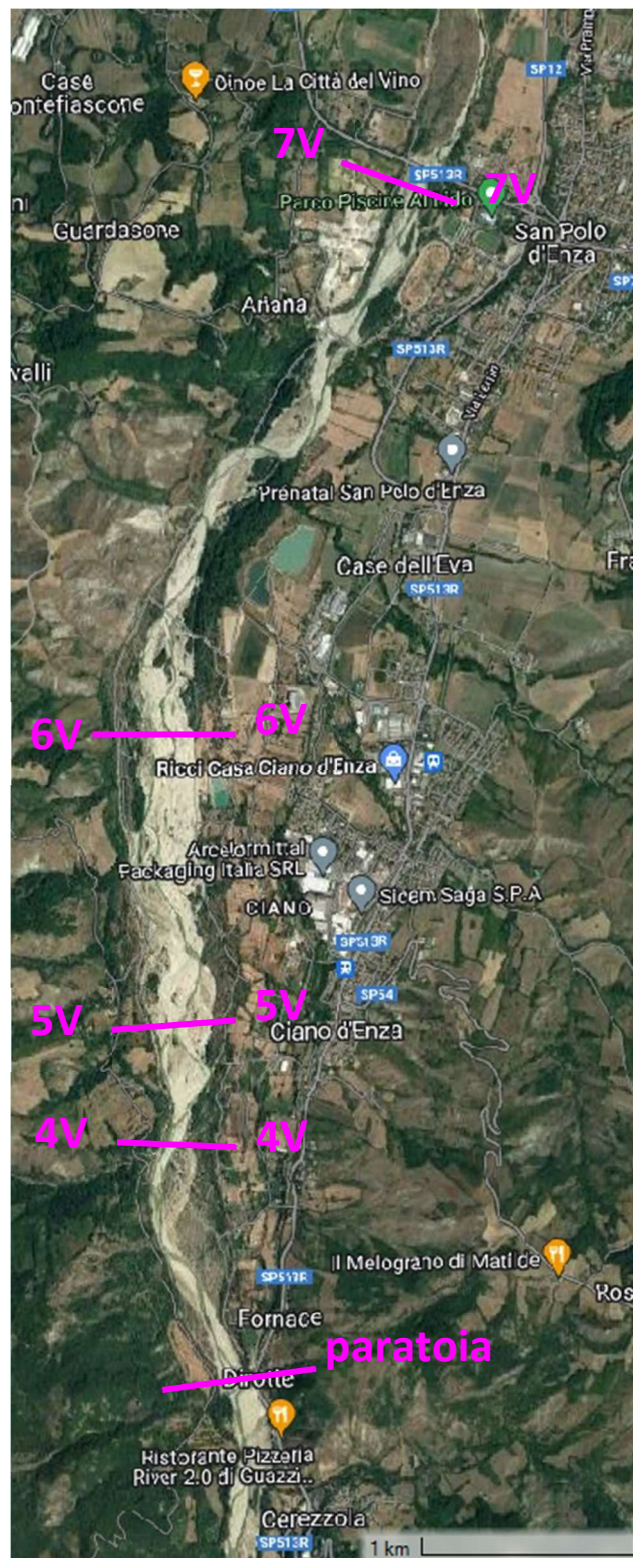 Case
ontefiascone
Oinoe La Città del Vino
SP12
7V
SP513R
7V
Guardasone
San Polo
d'Enza
Ariana
SP513R
valli
Prenatal San Polo d'Enza
Case dell'Eva
Fra
SP513R
6V
6V
Ricci Casa Ciano d'Enza
Arcelormittal
Packaging Italia SRL
Sicem Saga S.P.A
CIANO
SP513R
SP54
5V
5V
Ciano d'Enza
4V
4V
Il Melograno di Matilde
SP513R
Ros
Fornace
paratoia
Dirotte
Ristorante Pizzeria
River 2.0 di Guazzi...
Cerezzola
SP513R
1 km